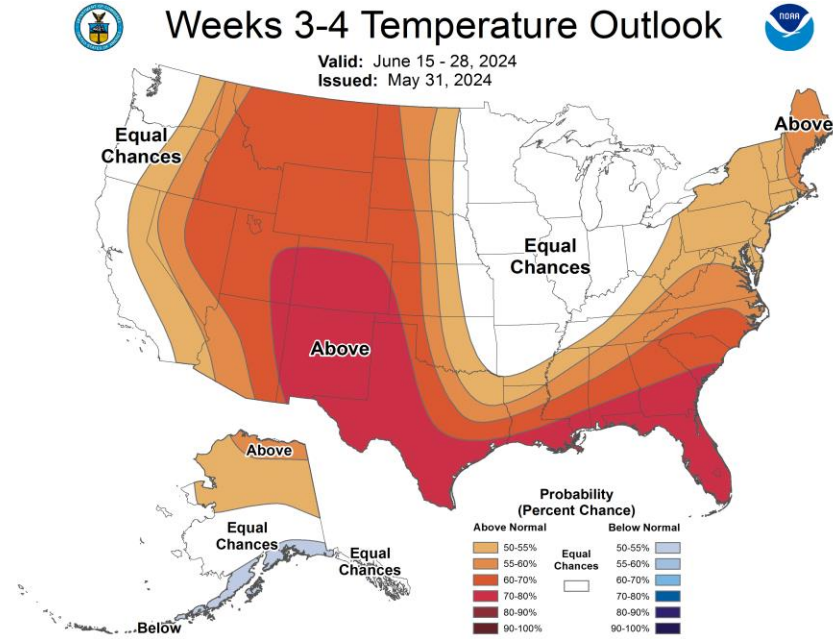 Weeks 3-4 Temperature Outlook
NOAA
Valid: June 15 - 28, 2024
Issued: May 31, 2024
Equal
Chances
Above
Equal
Chances
Above
Above
Equal
Chances
Equal
Chances
Below
Probability
(Percent Chance)
Above Normal
Below Normal
50-55%
55-60%
60-70%
70-80%
80-90%
90-100%
Equal
Chances
50-55%
55-60%
60-70%
70-80%
80-90%
90-100%